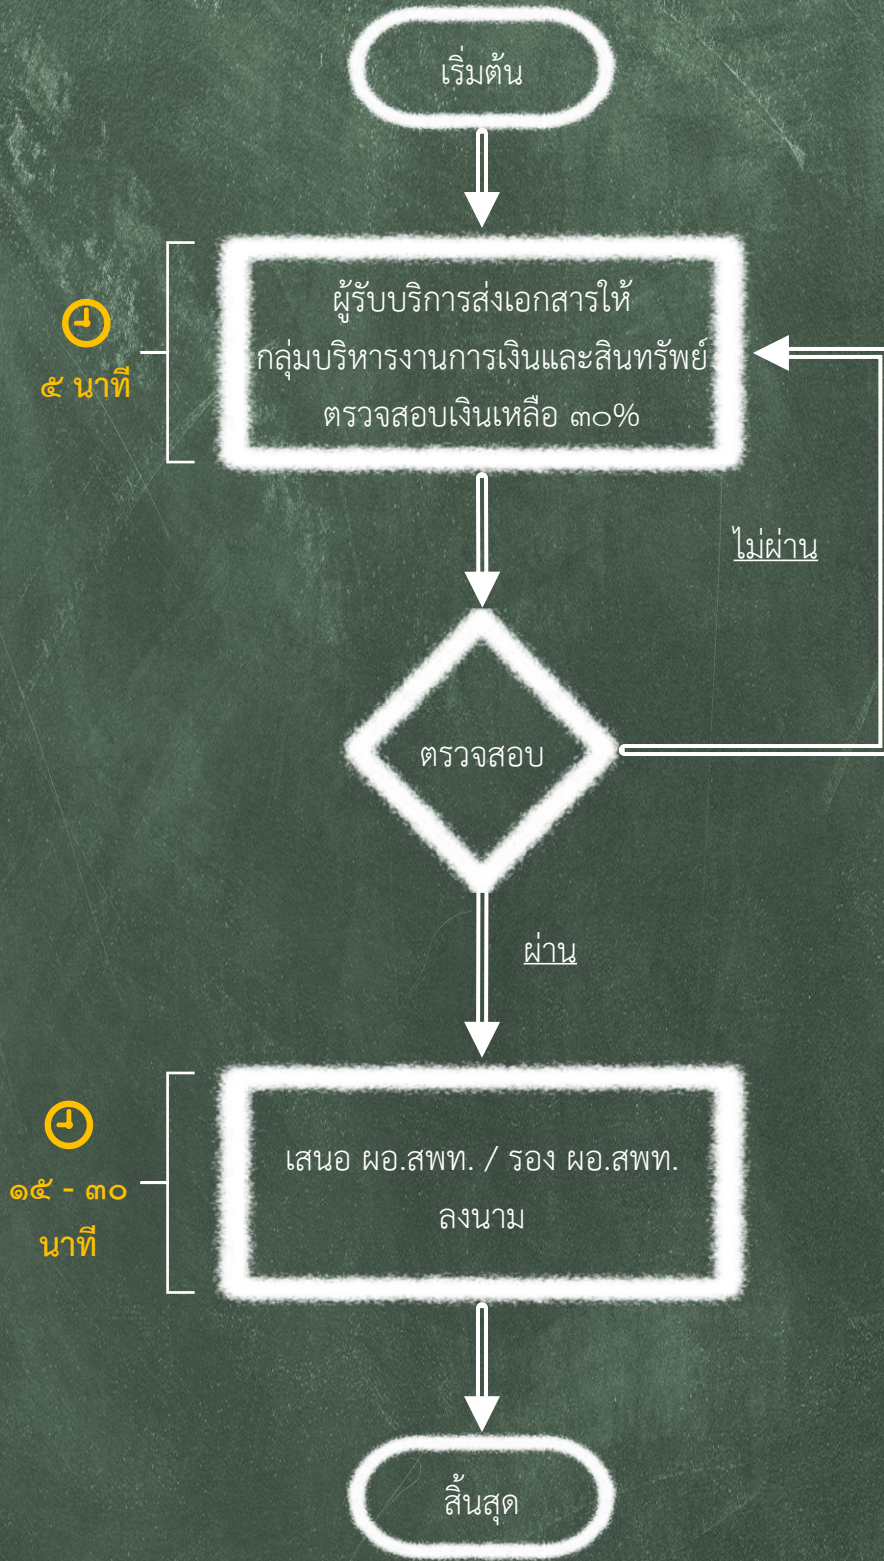 เริ่มต้น
ผู้รับบริการส่งเอกสารให้
กลุ่มบริหารงานการเงินและสินทรัพย์
ตรวจสอบเงินเหลือ ๓๐%
๕ นาที
ไม่ผ่าน
ตรวจสอบ
ผ่าน
เสนอ ผอ.สพท. / รอง ผอ.สพท.
ลงนาม
๑๕ - ๓๐
นาที
สิ้นสุด